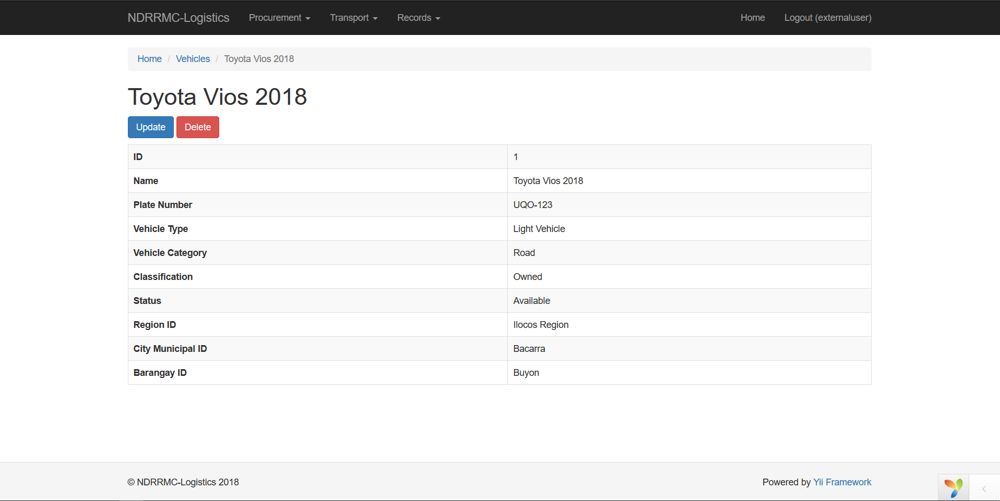 NDRRMC-Logistics Procurement Transport Records Home Logout (externaluser)
Home / Vehicles / Toyota Vios 2018
Toyota Vios 2018
Update Delete
ID 1
Name Toyota Vios 2018
Plate Number UQO-123
Vehicle Type Light Vehicle
Vehicle Category Road
Classification Owned
Status Available
Region ID Ilocos Region
City Municipal ID Bacarra
Barangay ID Buyon
© NDRRMC-Logistics 2018 Powered by Yii Framework